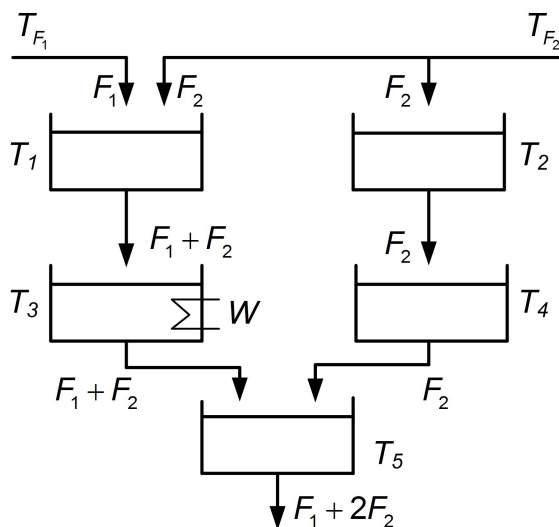 T_{F_1} T_{F_2}
F_1 F_2 F_2
T_1 T_2
F_1 + F_2 F_2
T_3 W T_4
F_1 + F_2 F_2
T_5
F_1 + 2F_2